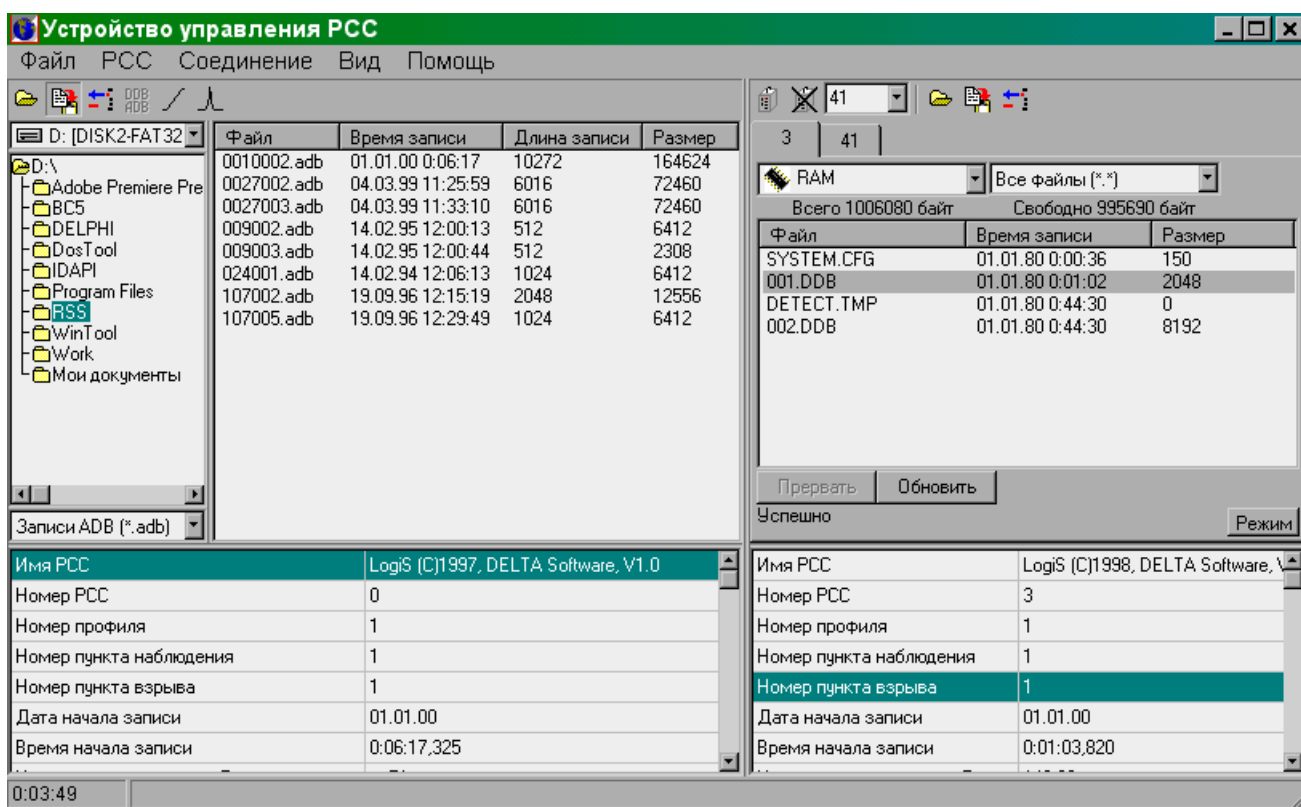 Устройство управления РСС
Файл РСС Соединение Вид Помощь
DDB
ADB
41
D: [DISK2-FAT32
D:\
Adobe Premiere Pre
BC5
DELPHI
DosTool
IDAPI
Program Files
RSS
WinTool
Work
Мои документы
Записи ADB (*.adb)
Файл Время записи Длина записи Размер
0010002.adb 01.01.00 0:06:17 10272 164624
0027002.adb 04.03.99 11:25:59 6016 72460
0027003.adb 04.03.99 11:33:10 6016 72460
009002.adb 14.02.95 12:00:13 512 6412
009003.adb 14.02.95 12:00:44 512 2308
024001.adb 14.02.94 12:06:13 1024 6412
107002.adb 19.09.96 12:15:19 2048 12556
107005.adb 19.09.96 12:29:49 1024 6412
3 41
RAM Все файлы (*.*)
Всего 1006080 байт Свободно 995690 байт
Файл Время записи Размер
SYSTEM.CFG 01.01.80 0:00:36 150
001.DDB 01.01.80 0:01:02 2048
DETECT.TMP 01.01.80 0:44:30 0
002.DDB 01.01.80 0:44:30 8192
Прервать Обновить
Успешно
Режим
Имя РСС LogiS (C)1997, DELTA Software, V1.0
Номер РСС 0
Номер профиля 1
Номер пункта наблюдения 1
Номер пункта взрыва 1
Дата начала записи 01.01.00
Время начала записи 0:06:17,325
Имя РСС LogiS (C)1998, DELTA Software,
Номер РСС 3
Номер профиля 1
Номер пункта наблюдения 1
Номер пункта взрыва 1
Дата начала записи 01.01.00
Время начала записи 0:01:03,820
0:03:49